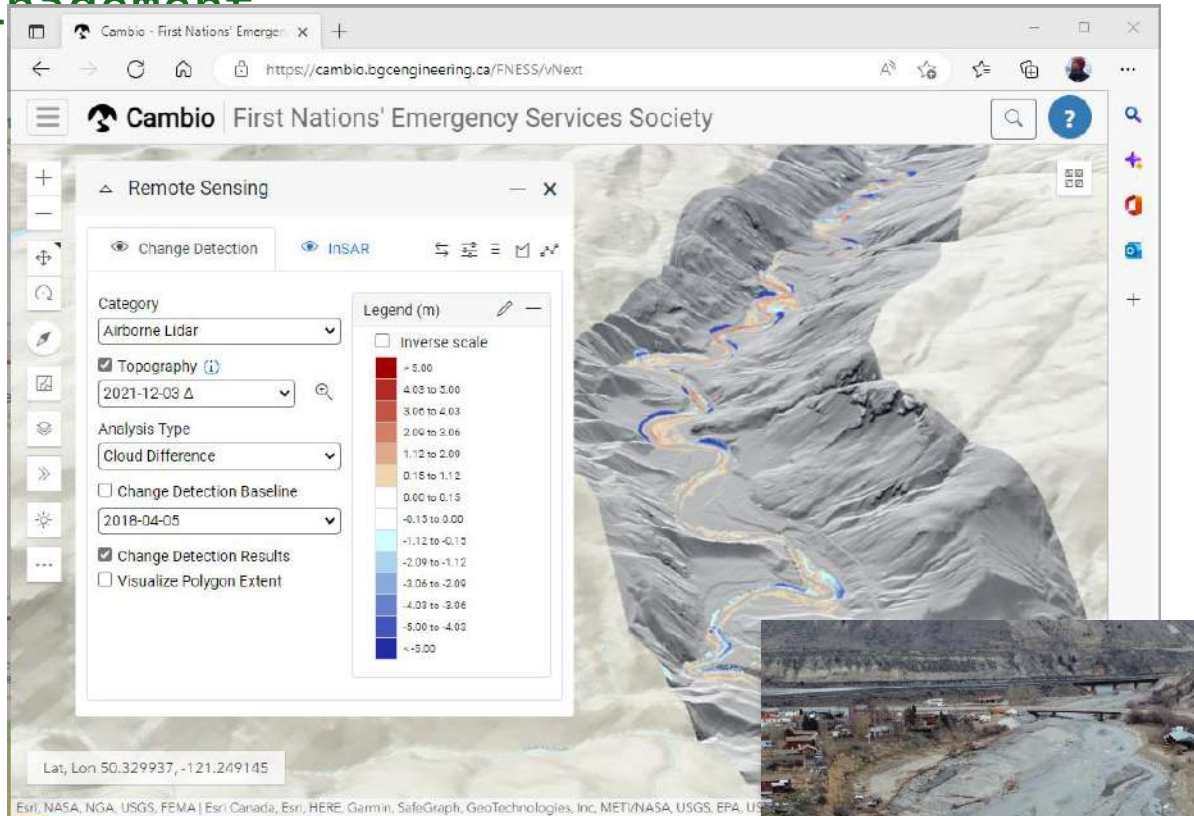 Cambio - First Nations' Emergen
https://cambio.bgcengineering.ca/FNESS/vNext
Cambio
First Nations' Emergency Services Society
?
Remote Sensing
Change Detection
InSAR
Category
Airborne Lidar
Topography
2021-12-03 Δ
Analysis Type
Cloud Difference
Change Detection Baseline
2018-04-05
Change Detection Results
Visualize Polygon Extent
Legend (m)
Inverse scale
> 5.00
4.03 to 5.00
3.06 to 4.03
2.09 to 3.06
1.12 to 2.09
0.15 to 1.12
0.00 to 0.15
-0.15 to 0.00
-1.12 to -0.15
-2.09 to -1.12
-3.06 to -2.09
-4.03 to -3.06
-5.00 to -4.03
< -5.00
Lat, Lon 50.329937, -121.249145
Esri, NASA, NGA, USGS, FEMA | Esri Canada, Esri, HERE, Garmin, SafeGraph, GeoTechnologies, Inc, METI/NASA, USGS, EPA,